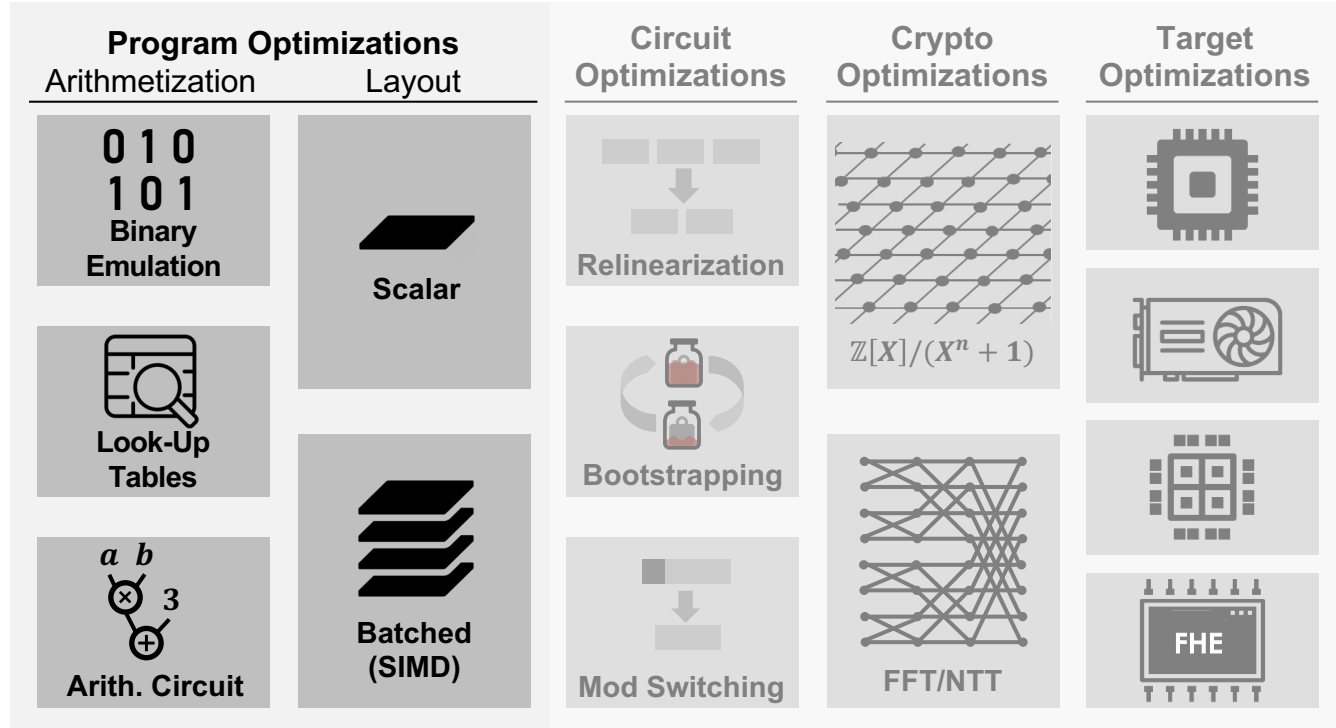 Program Optimizations
Arithmetization
Layout
0 1 0
1 0 1
Binary
Emulation
Look-Up
Tables
a b
×
3
+
Arith. Circuit
Scalar
Batched
(SIMD)
Circuit
Optimizations
Relinearization
Bootstrapping
Mod Switching
Crypto
Optimizations
ℤ[X]/(Xⁿ + 1)
FFT/NTT
Target
Optimizations
FHE